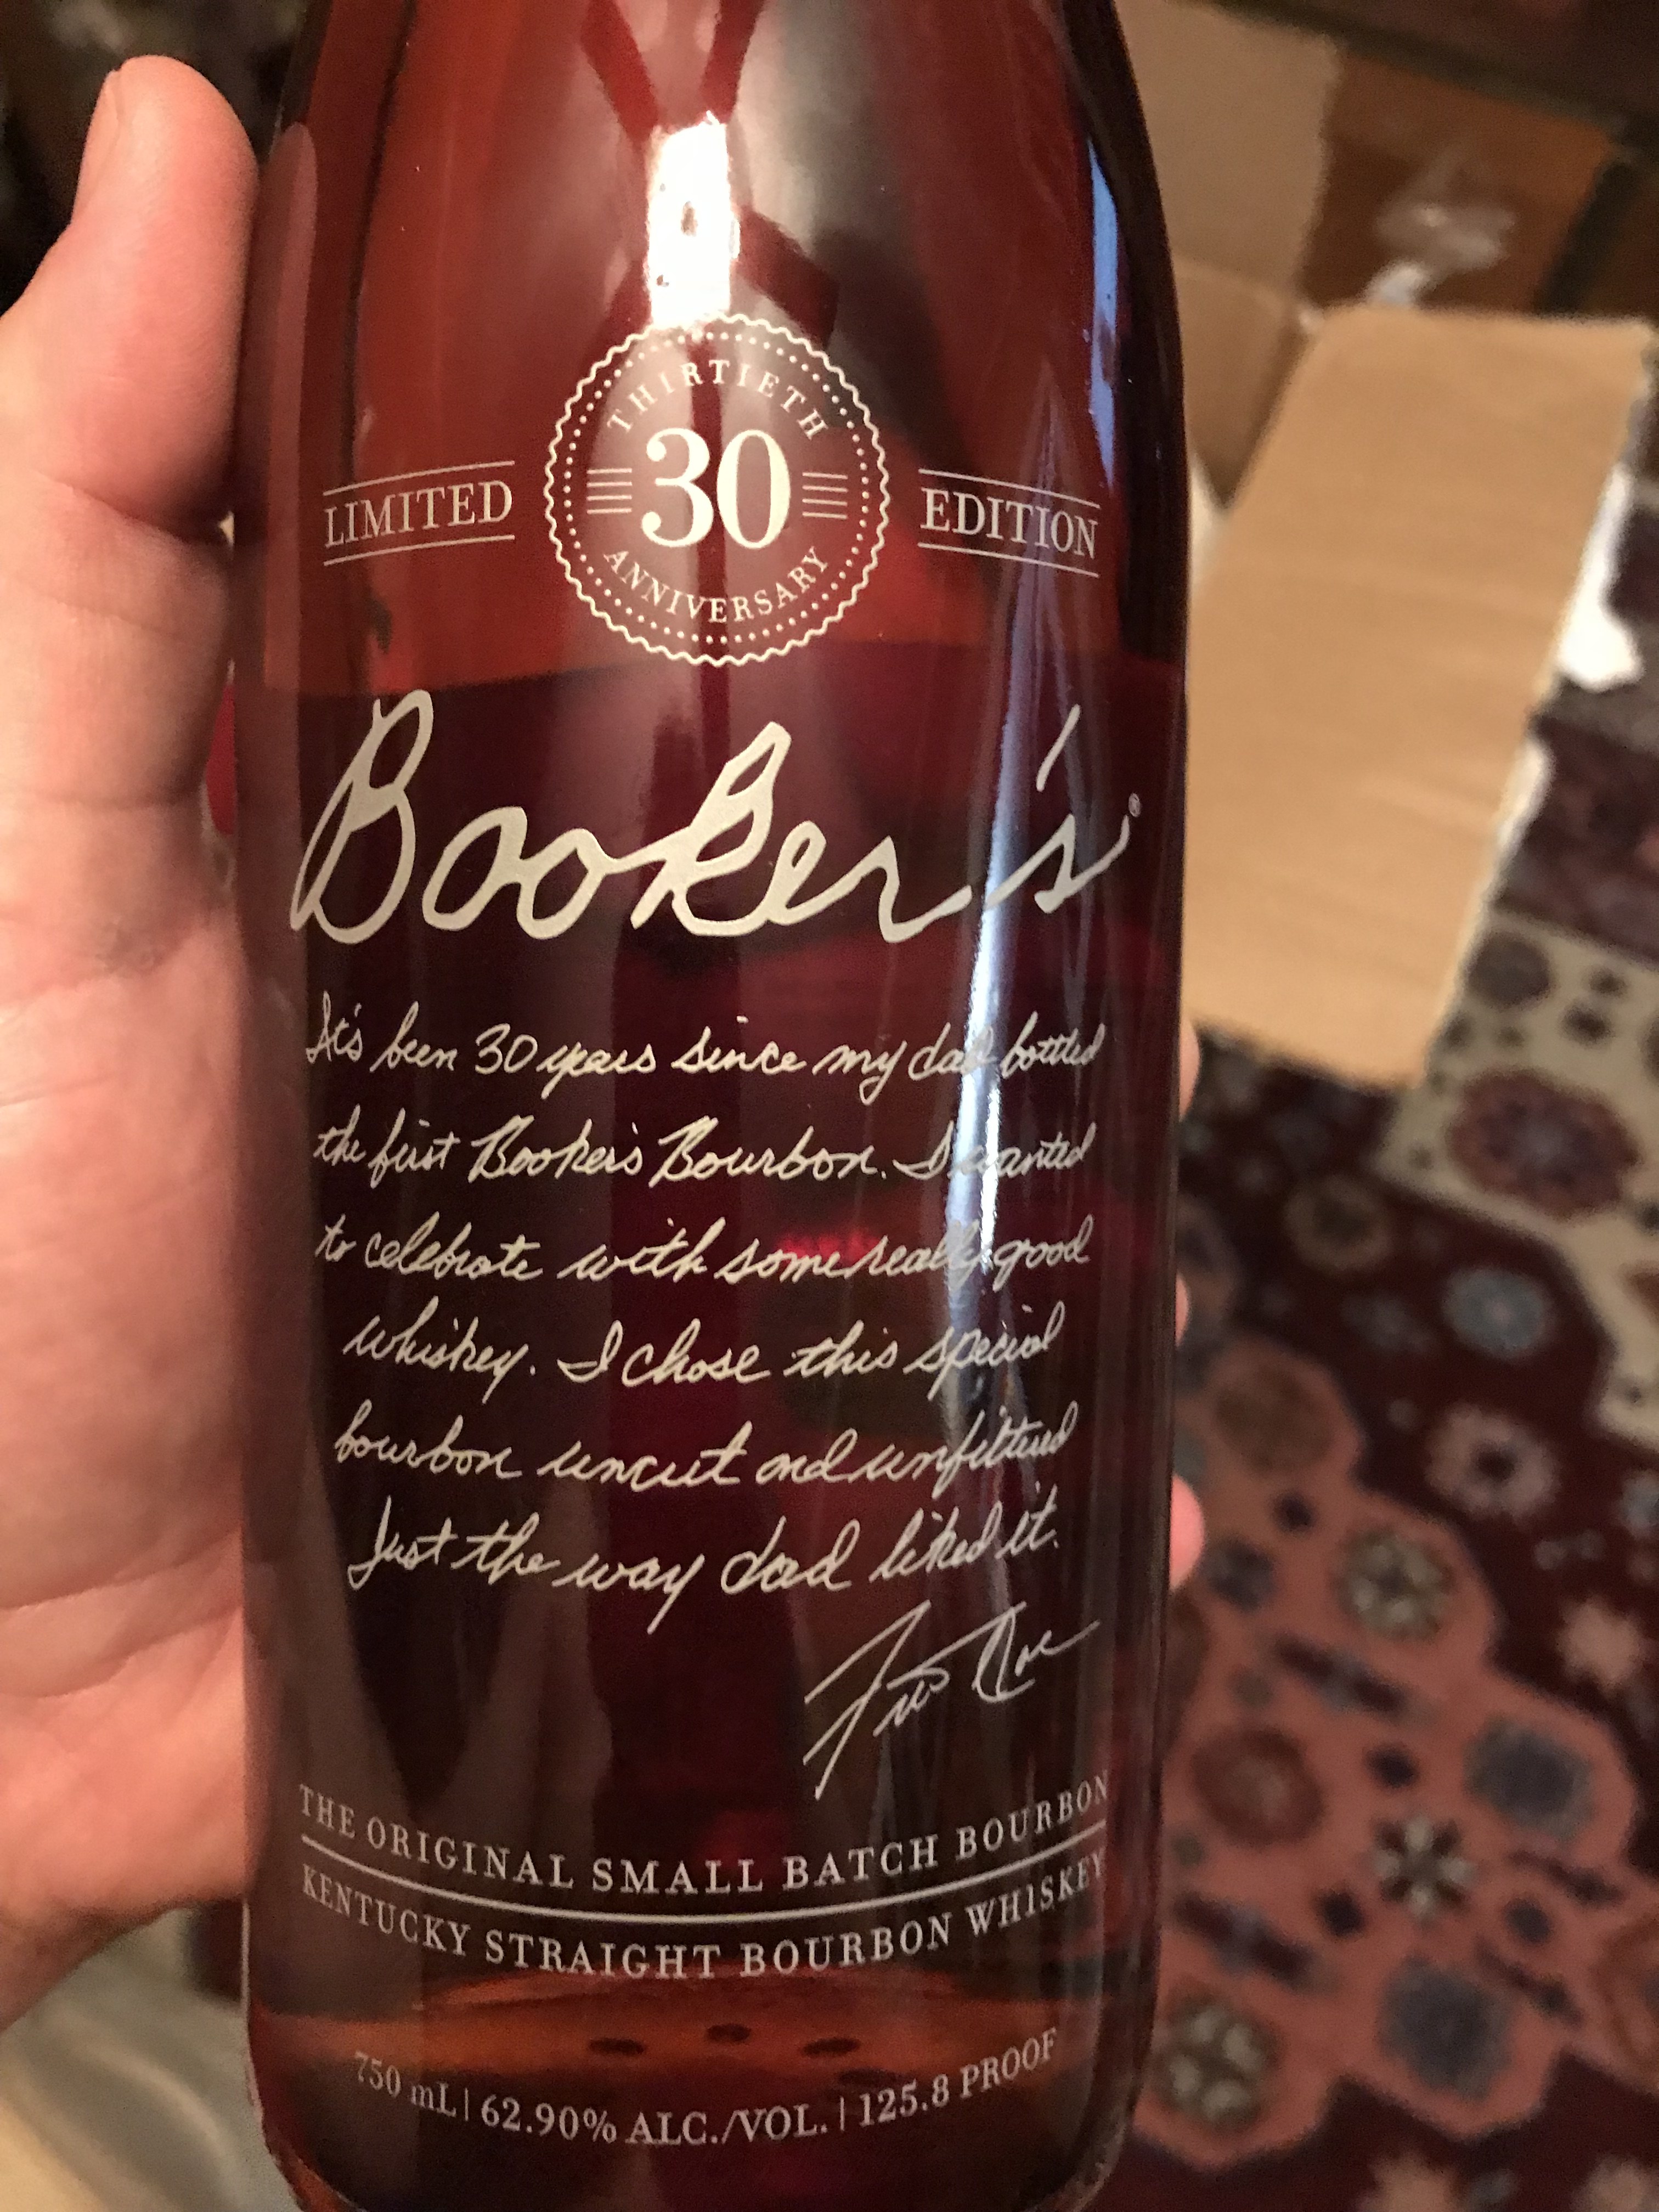 THIRTIETH
LIMITED 30 EDITION
ANNIVERSARY
Booker's®
It's been 30 years since my dad bottled
the first Booker's Bourbon. I wanted
to celebrate with some really good
whiskey. I chose this special
bourbon uncut and unfiltered
Just the way dad liked it.
Fred Noe
THE ORIGINAL SMALL BATCH BOURBON
KENTUCKY STRAIGHT BOURBON WHISKEY
750 mL | 62.90% ALC./VOL. | 125.8 PROOF